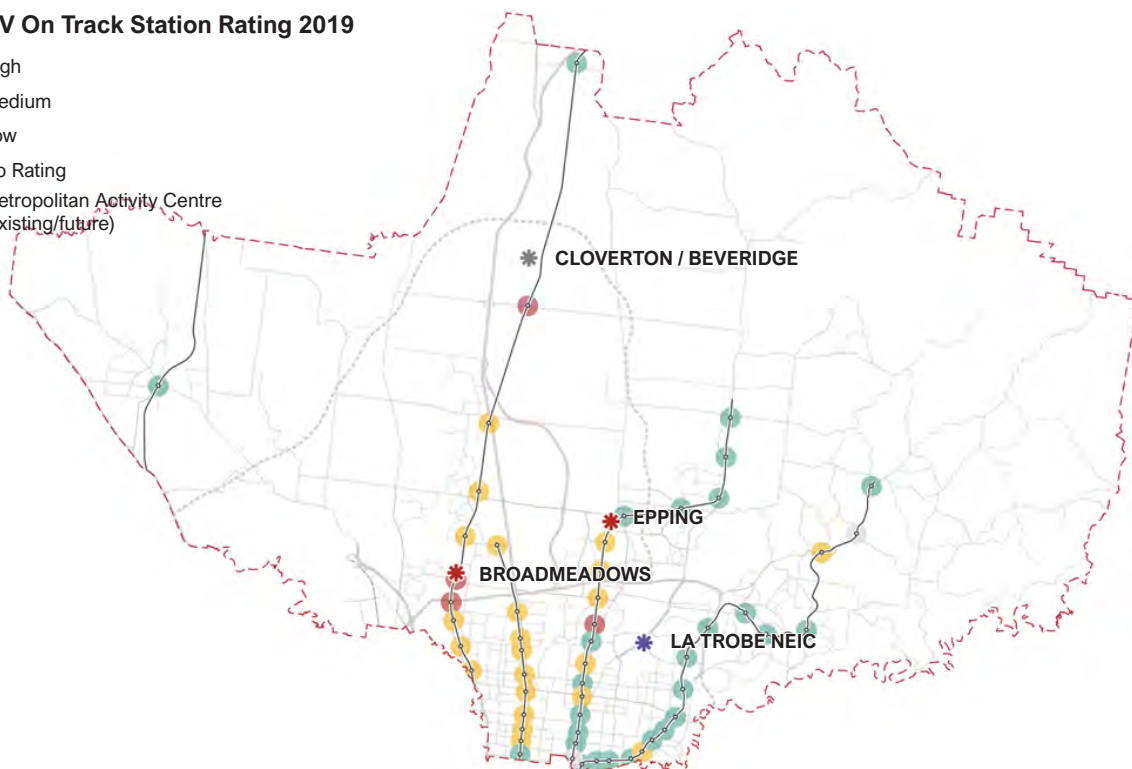 V On Track Station Rating 2019
gh
edium
ow
o Rating
etropolitan Activity Centre
xisting/future)
CLOVERTON / BEVERIDGE
EPPING
BROADMEADOWS
LA TROBE NEIC